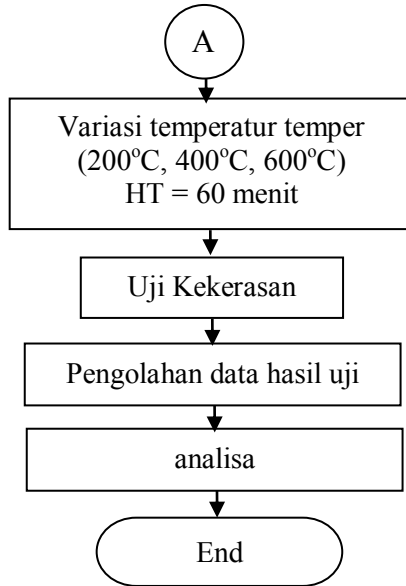 A
Variasi temperatur temper
(200°C, 400°C, 600°C)
HT = 60 menit
Uji Kekerasan
Pengolahan data hasil uji
analisa
End